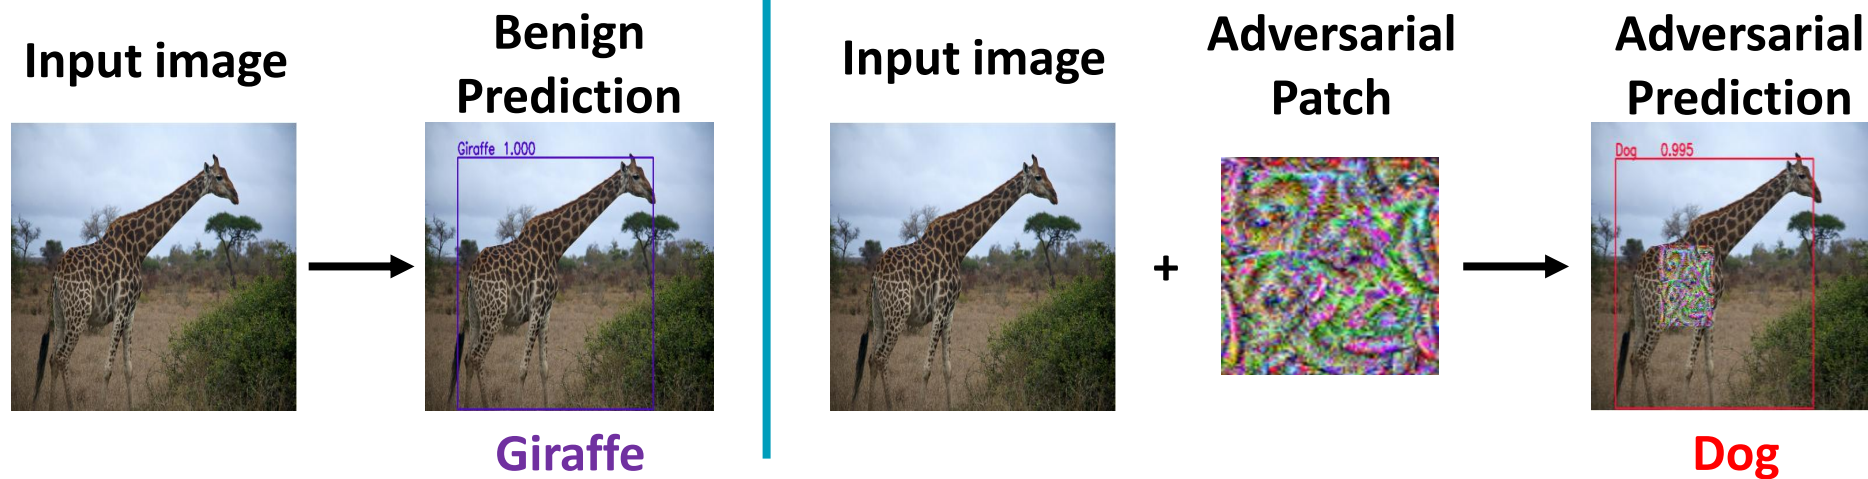 Input image
Benign
Prediction
Giraffe 1.000
Giraffe
Input image
Adversarial
Patch
+
Adversarial
Prediction
Dog 0.995
Dog